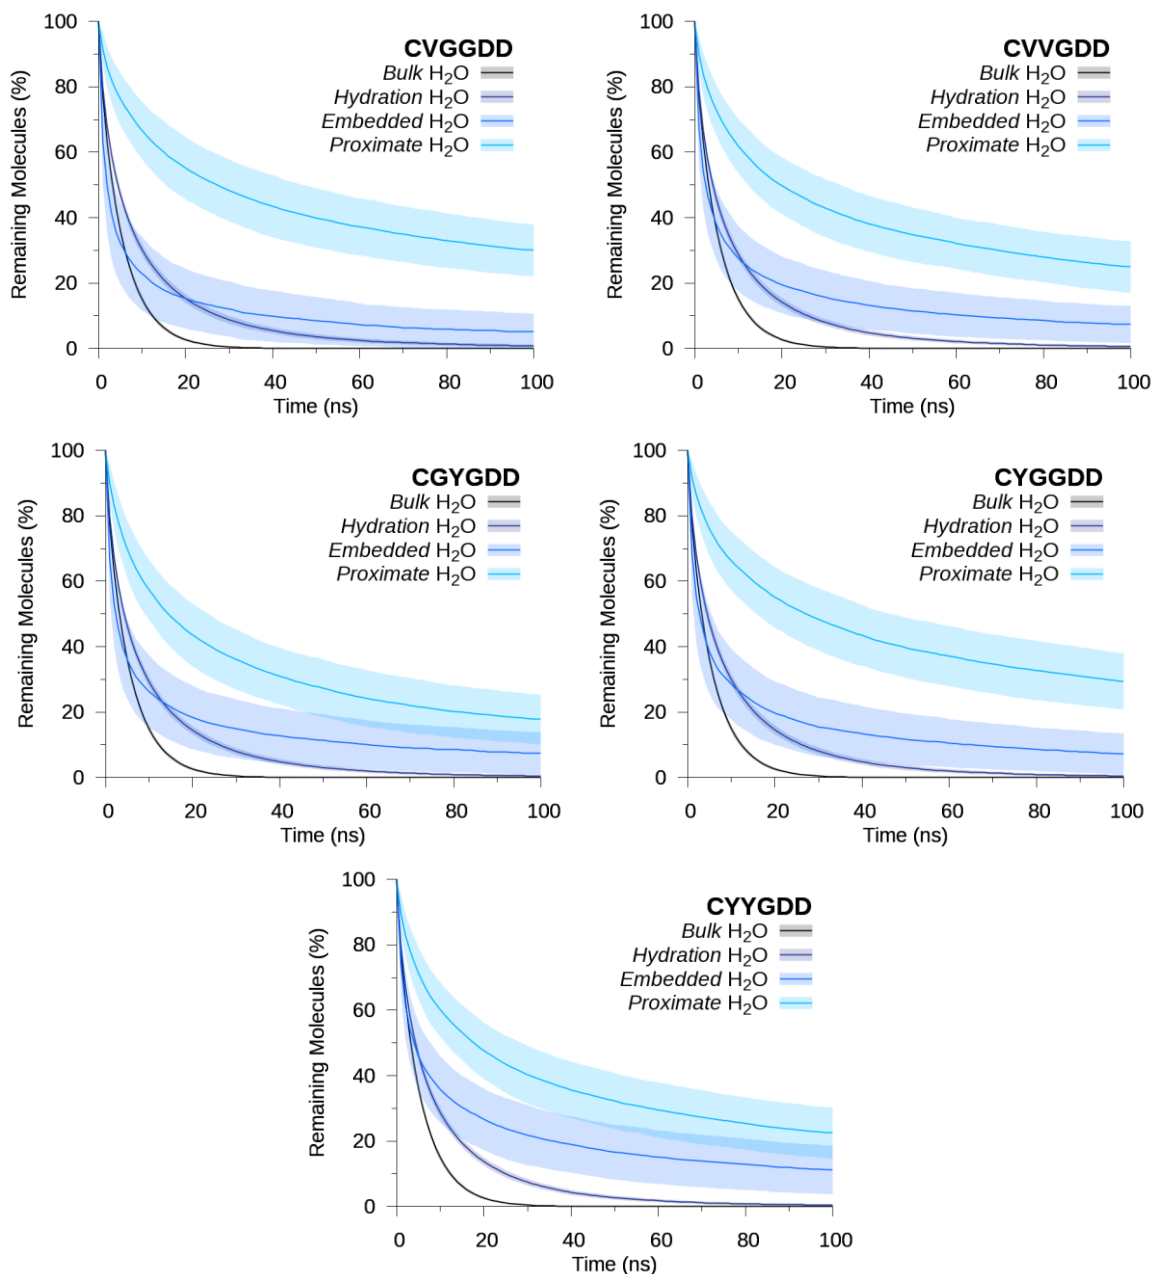 CVGGDD
Bulk H₂O
Hydration H₂O
Embedded H₂O
Proximate H₂O
Remaining Molecules (%)
100
80
60
40
20
0
0 20 40 60 80 100
Time (ns)
CVVGDD
Bulk H₂O
Hydration H₂O
Embedded H₂O
Proximate H₂O
Remaining Molecules (%)
100
80
60
40
20
0
0 20 40 60 80 100
Time (ns)
CGYGDD
Bulk H₂O
Hydration H₂O
Embedded H₂O
Proximate H₂O
Remaining Molecules (%)
100
80
60
40
20
0
0 20 40 60 80 100
Time (ns)
CYGGDD
Bulk H₂O
Hydration H₂O
Embedded H₂O
Proximate H₂O
Remaining Molecules (%)
100
80
60
40
20
0
0 20 40 60 80 100
Time (ns)
CYYGDD
Bulk H₂O
Hydration H₂O
Embedded H₂O
Proximate H₂O
Remaining Molecules (%)
100
80
60
40
20
0
0 20 40 60 80 100
Time (ns)